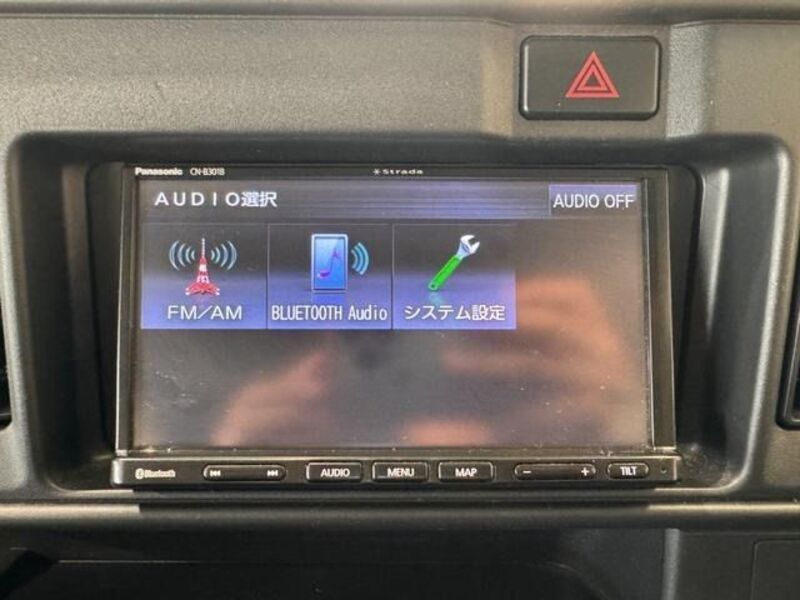 Panasonic CN-B301B Strada
AUDIO選択 AUDIO OFF
FM/AM BLUETOOTH Audio システム設定
Bluetooth AUDIO MENU MAP − + TILT